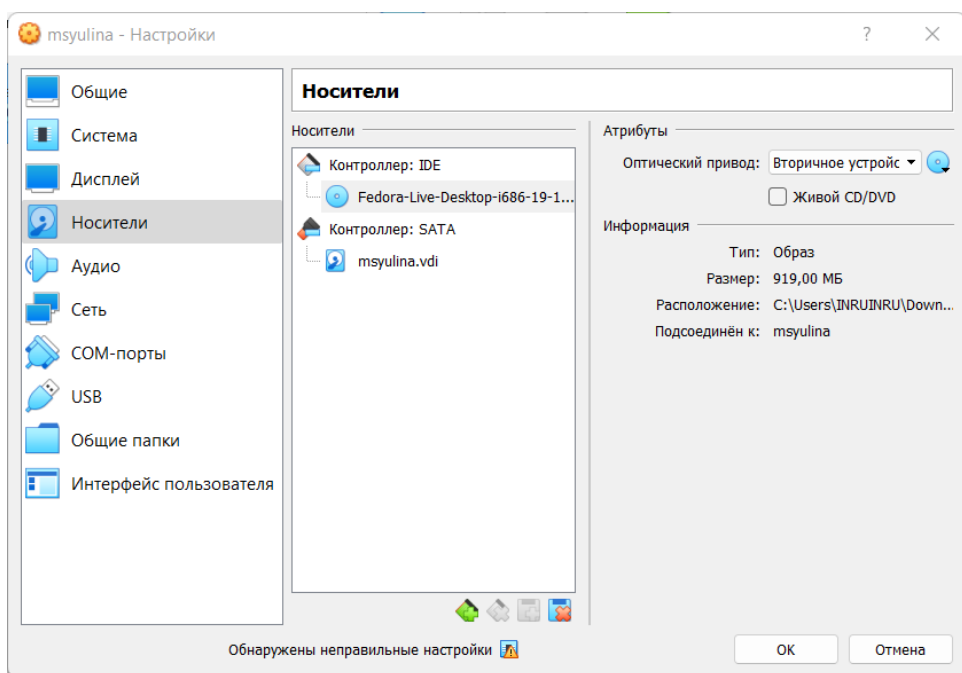 msyulina - Настройки
Общие
Система
Дисплей
Носители
Аудио
Сеть
COM-порты
USB
Общие папки
Интерфейс пользователя
Носители
Носители
Контроллер: IDE
Fedora-Live-Desktop-i686-19-1...
Контроллер: SATA
msyulina.vdi
Атрибуты
Оптический привод: Вторичное устройс
Живой CD/DVD
Информация
Тип: Образ
Размер: 919,00 МБ
Расположение: C:\Users\INRUINRU\Down...
Подсоединён к: msyulina
Обнаружены неправильные настройки
OK
Отмена